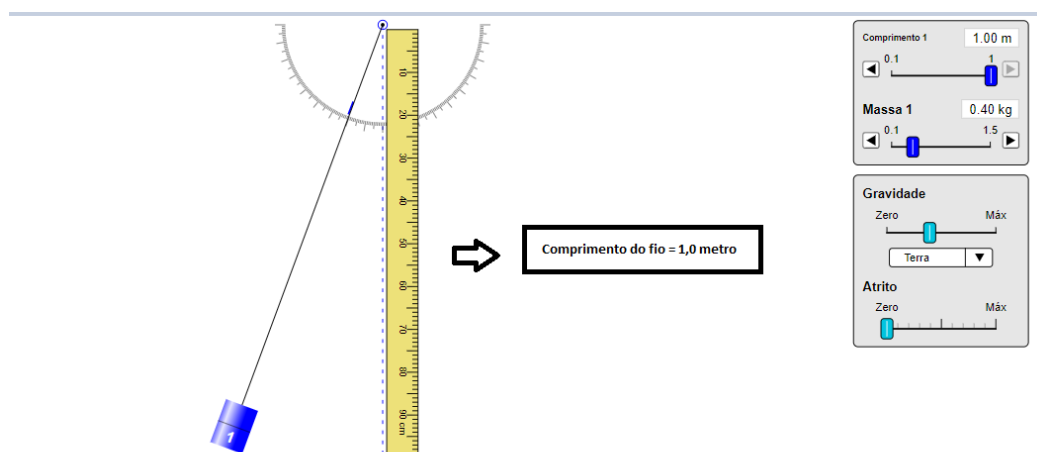 Comprimento 1 1.00 m
0.1 1
Massa 1 0.40 kg
0.1 1.5
Gravidade
Zero Máx
Terra
Atrito
Zero Máx
10
20
30
40
50
60
70
80
90 cm
Comprimento do fio = 1,0 metro
1